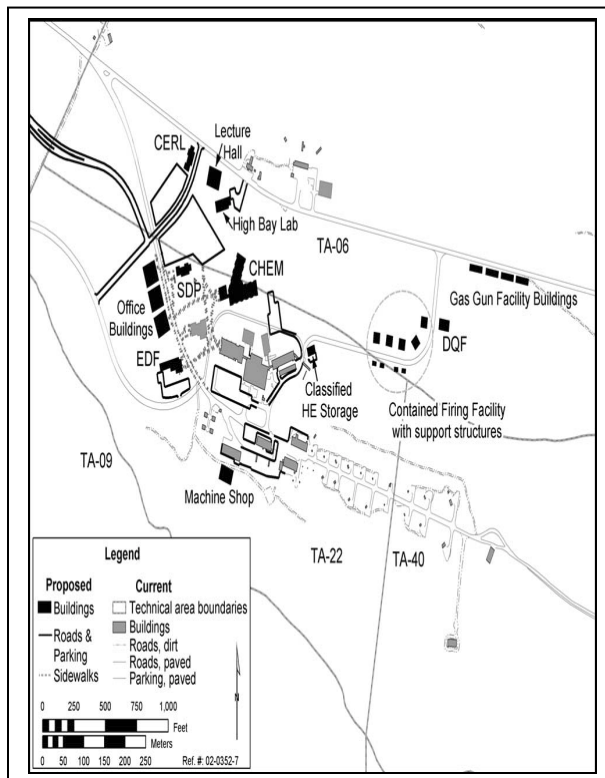 CERL
Lecture
Hall
High Bay Lab
TA-06
CHEM
SDP
Gas Gun Facility Buildings
Office
Buildings
DQF
EDF
Classified
HE Storage
Contained Firing Facility
with support structures
TA-09
Machine Shop
TA-22
TA-40
Legend
Proposed
Buildings
Roads &
Parking
Sidewalks
Current
Technical area boundaries
Buildings
Roads, dirt
Roads, paved
Parking, paved
N
0 250 500 750 1,000
Feet
Meters
0 50 100 150 200 250
Ref. #: 02-0352-7